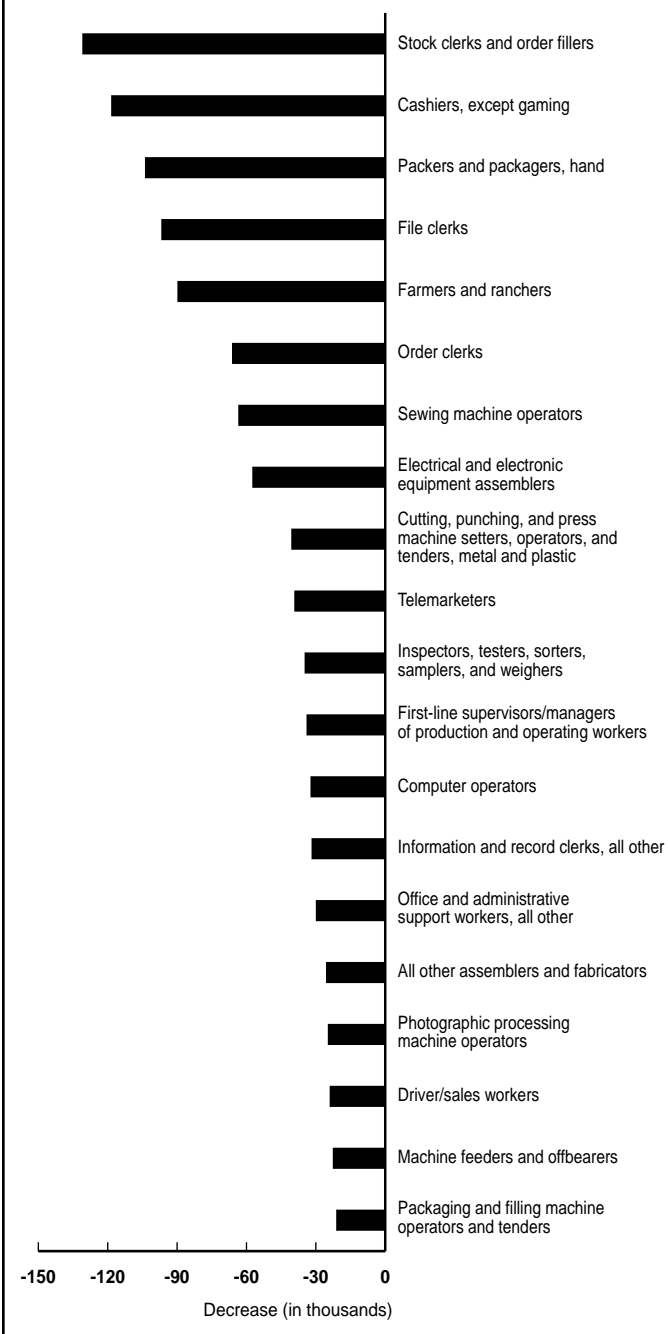 Stock clerks and order fillers
Cashiers, except gaming
Packers and packagers, hand
File clerks
Farmers and ranchers
Order clerks
Sewing machine operators
Electrical and electronic
equipment assemblers
Cutting, punching, and press
machine setters, operators, and
tenders, metal and plastic
Telemarketers
Inspectors, testers, sorters,
samplers, and weighers
First-line supervisors/managers
of production and operating workers
Computer operators
Information and record clerks, all other
Office and administrative
support workers, all other
All other assemblers and fabricators
Photographic processing
machine operators
Driver/sales workers
Machine feeders and offbearers
Packaging and filling machine
operators and tenders
-150 -120 -90 -60 -30 0
Decrease (in thousands)